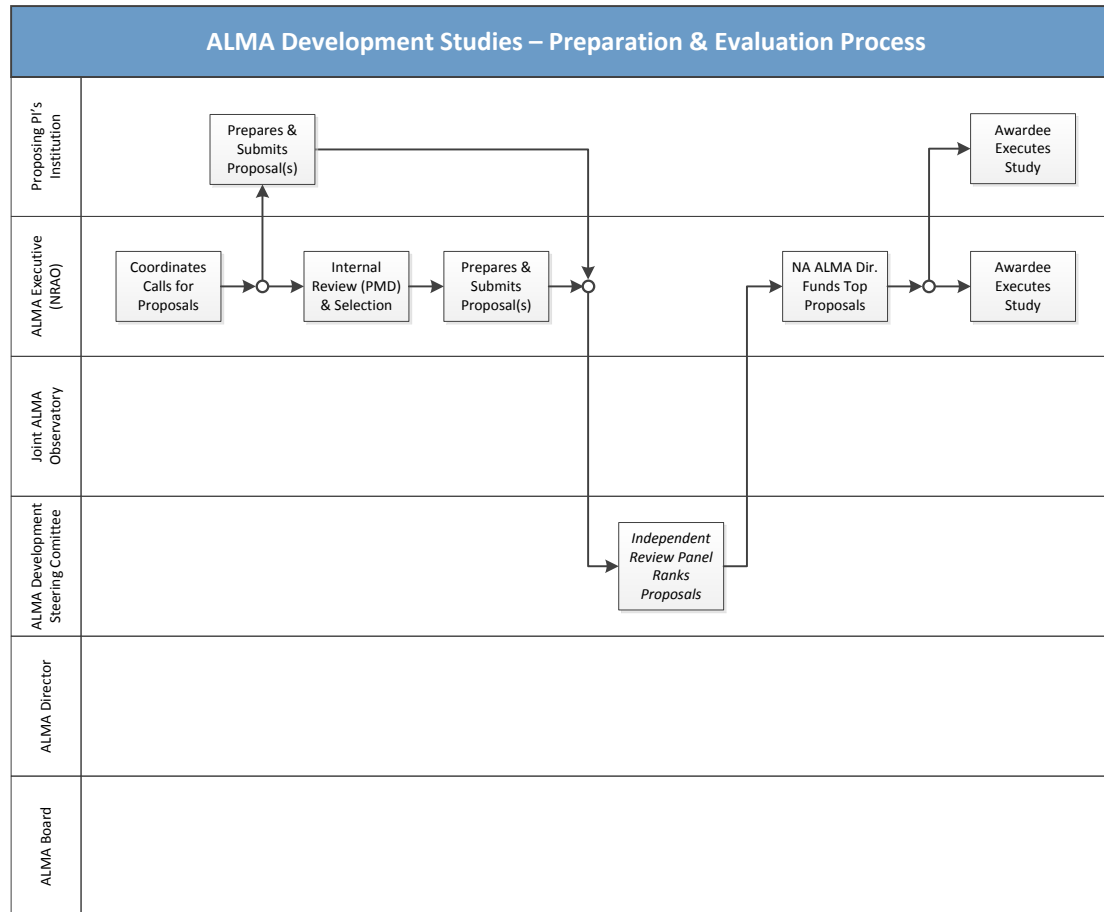 ALMA Development Studies – Preparation & Evaluation Process
Proposing PI's
Institution
Prepares &
Submits
Proposal(s)
Awardee
Executes
Study
ALMA Executive
(NRAO)
Coordinates
Calls for
Proposals
Internal
Review (PMD)
& Selection
Prepares &
Submits
Proposal(s)
NA ALMA Dir.
Funds Top
Proposals
Awardee
Executes
Study
Joint ALMA
Observatory
ALMA Development
Steering Comittee
Independent
Review Panel
Ranks
Proposals
ALMA Director
ALMA Board